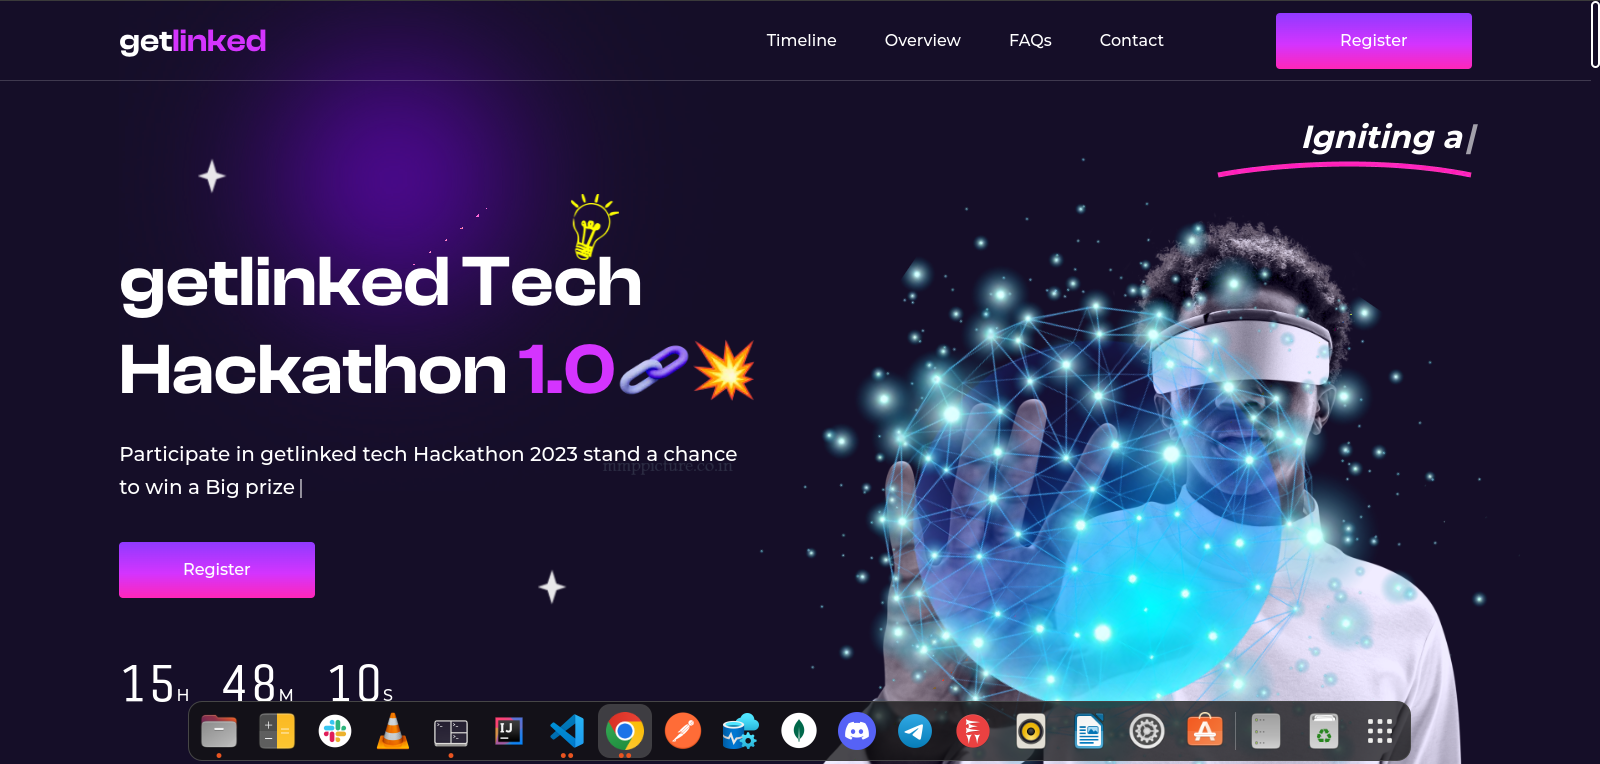 getlinked
Timeline
Overview
FAQs
Contact
Register
Igniting a|
getlinked Tech
Hackathon 1.0
Participate in getlinked tech Hackathon 2023 stand a chance
mmppicture.co.in
to win a Big prize|
Register
15H 48M 10S
IJ